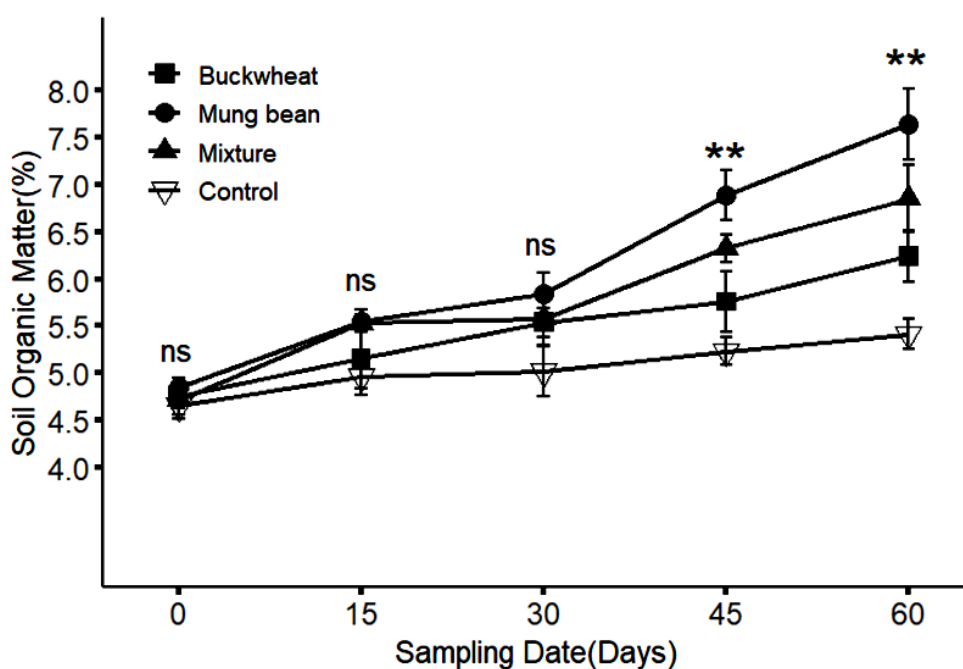 **
Buckwheat
8.0
Mung bean
7.5
Mixture
**
7.0
Control
6.5
ns
ns
6.0
5.5
ns
5.0
4.5
4.0
Soil Organic Matter(%)
0 15 30 45 60
Sampling Date(Days)